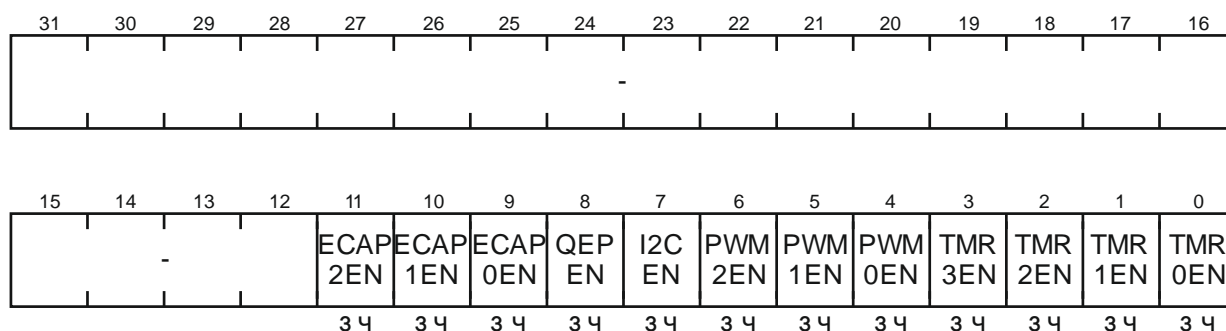 31 30 29 28 27 26 25 24 23 22 21 20 19 18 17 16
-
15 14 13 12 11 10 9 8 7 6 5 4 3 2 1 0
- ECAP ECAP ECAP QEP I2C PWM PWM PWM TMR TMR TMR TMR
2EN 1EN 0EN EN EN 2EN 1EN 0EN 3EN 2EN 1EN 0EN
З Ч З Ч З Ч З Ч З Ч З Ч З Ч З Ч З Ч З Ч З Ч З Ч